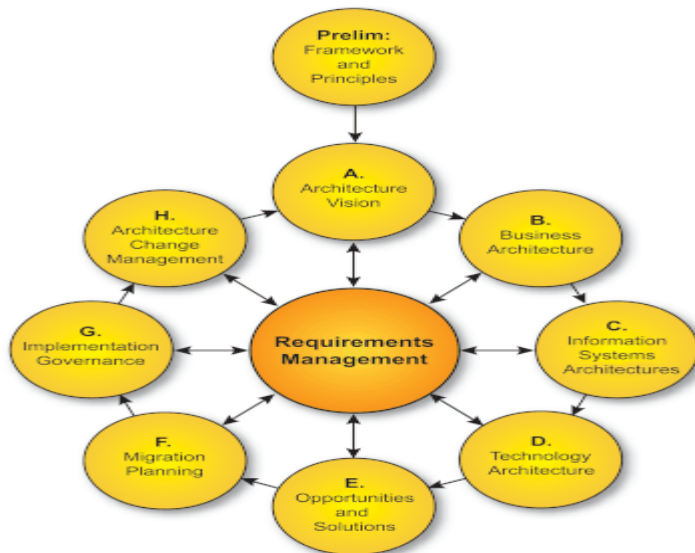 Prelim:
Framework
and
Principles
A.
Architecture
Vision
B.
Business
Architecture
C.
Information
Systems
Architectures
D.
Technology
Architecture
E.
Opportunities
and
Solutions
F.
Migration
Planning
G.
Implementation
Governance
H.
Architecture
Change
Management
Requirements
Management